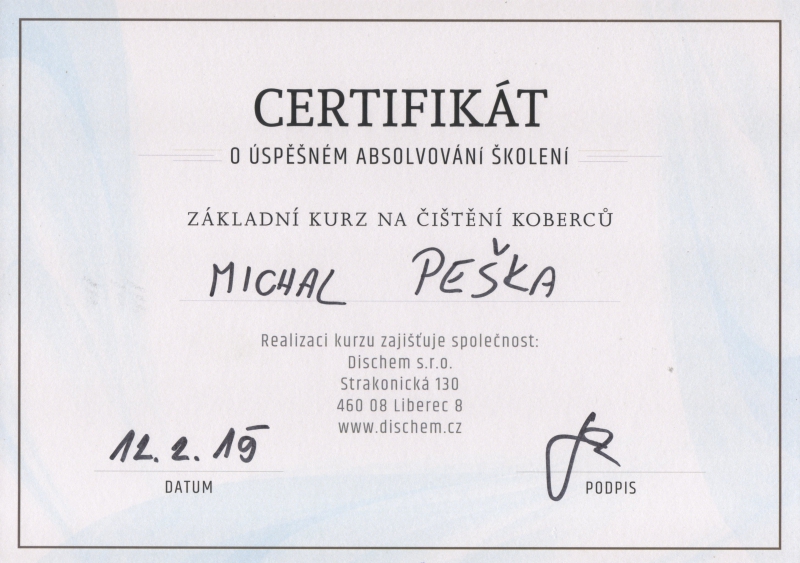 CERTIFIKÁT
O ÚSPĚŠNÉM ABSOLVOVÁNÍ ŠKOLENÍ
ZÁKLADNÍ KURZ NA ČIŠTĚNÍ KOBERCŮ
MICHAL PEŠKA
Realizaci kurzu zajišťuje společnost:
Dischem s.r.o.
Strakonická 130
460 08 Liberec 8
www.dischem.cz
12. 2. 15
DATUM
PODPIS